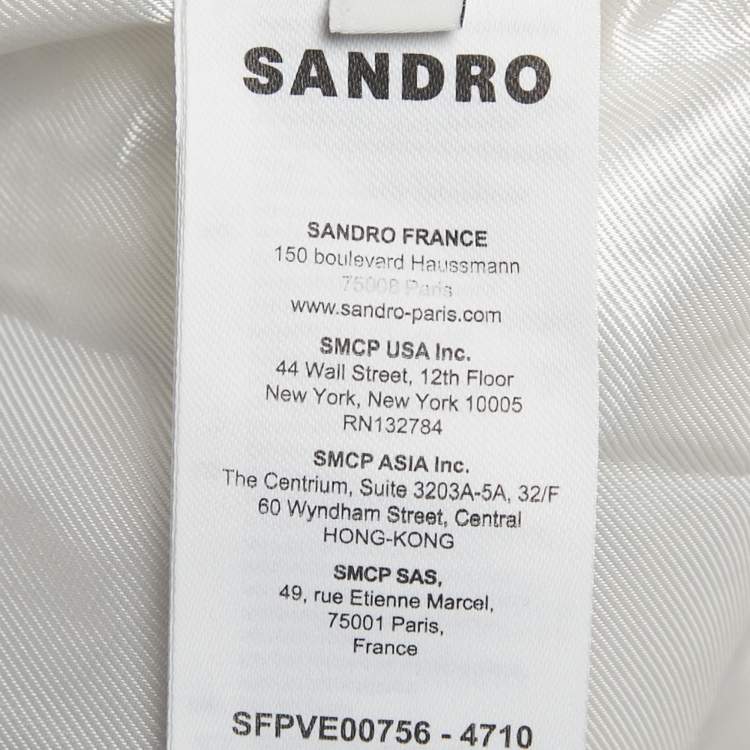 SANDRO
SANDRO FRANCE
150 boulevard Haussmann
75008 Paris
www.sandro-paris.com
SMCP USA Inc.
44 Wall Street, 12th Floor
New York, New York 10005
RN132784
SMCP ASIA Inc.
The Centrium, Suite 3203A-5A, 32/F
60 Wyndham Street, Central
HONG-KONG
SMCP SAS,
49, rue Etienne Marcel,
75001 Paris,
France
SFPVE00756 - 4710